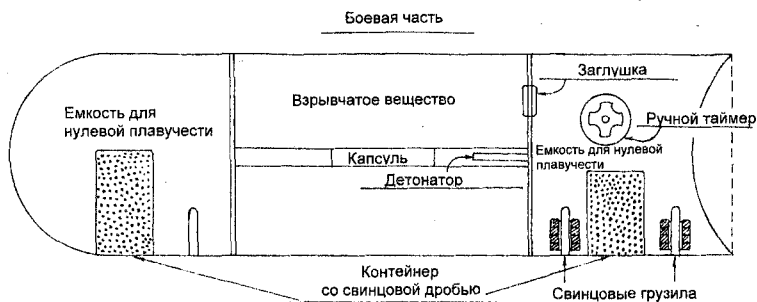 Боевая часть
Заглушка
Емкость для
нулевой плавучести
Взрывчатое вещество
Ручной таймер
Емкость для нулевой
плавучести
Капсуль
Детонатор
Контейнер
со свинцовой дробью
Свинцовые грузила